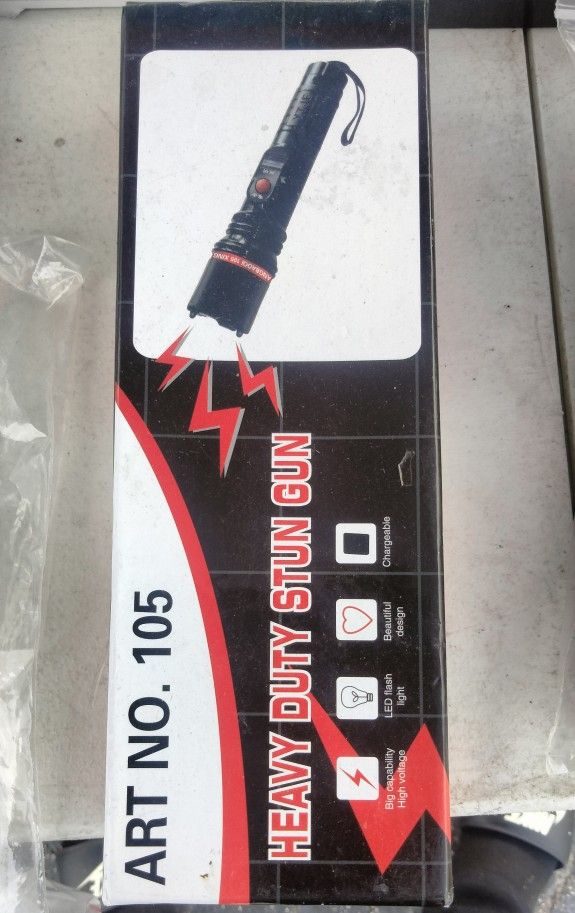 ART NO. 105
HEAVY DUTY STUN GUN
Big capability
High voltage
LED flash
light
Beautiful
design
Chargeable